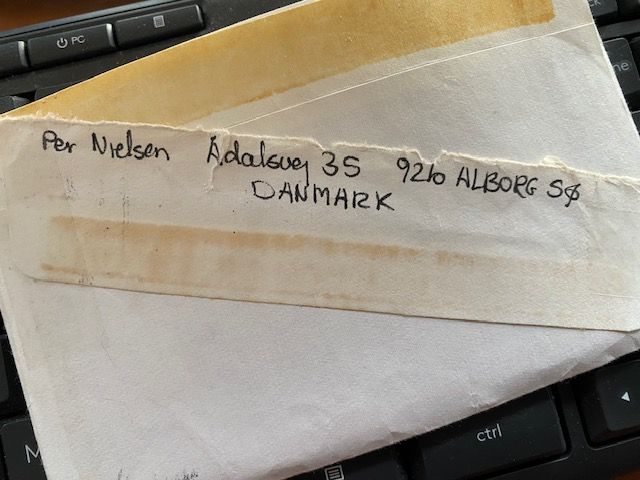 PC
Per Nielsen Ådalsvej 35 9210 ALBORG SØ
DANMARK
ctrl